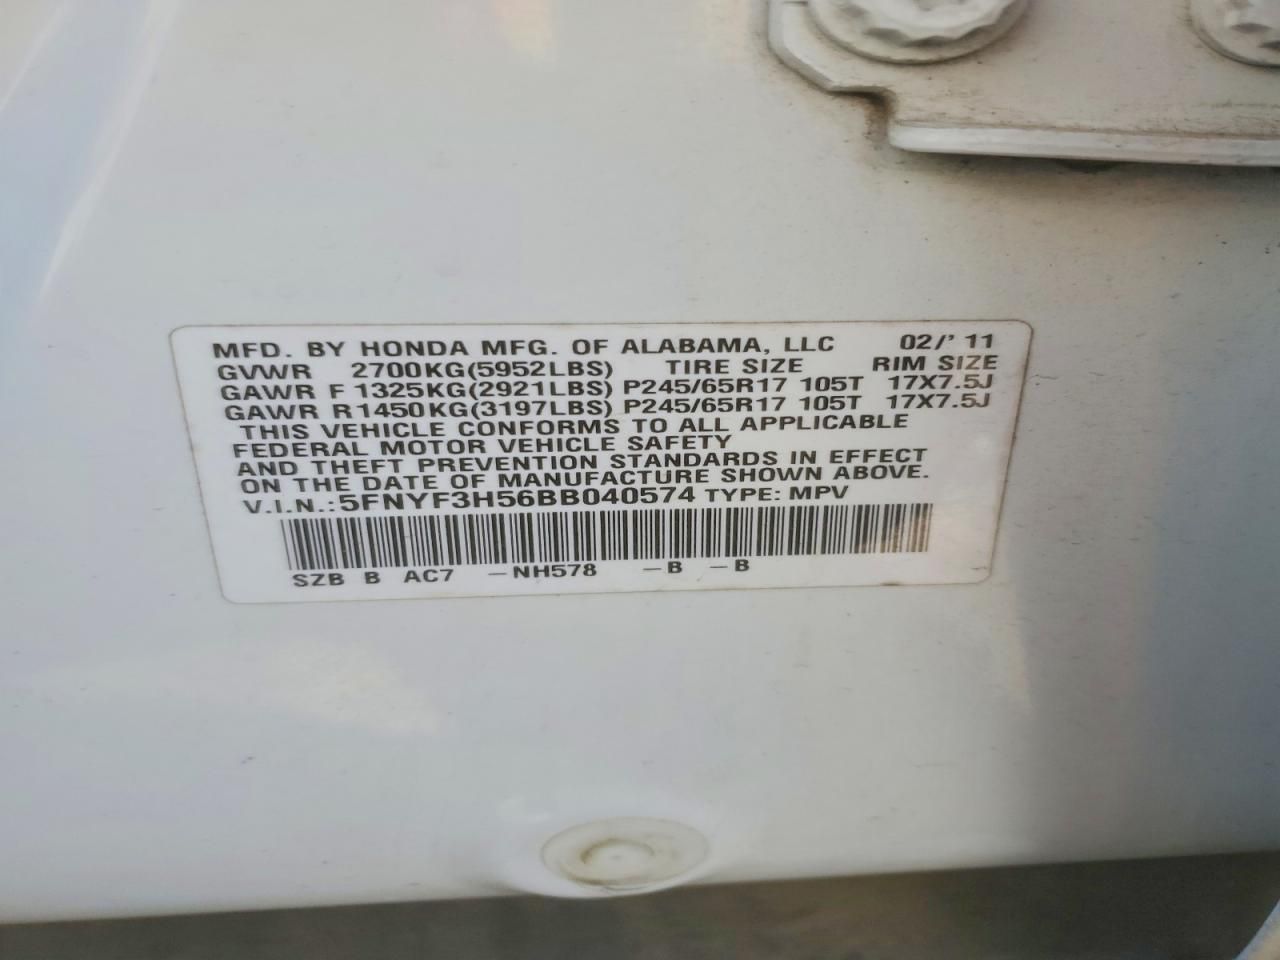 MFD. BY HONDA MFG. OF ALABAMA, LLC 02/' 11
GVWR 2700KG(5952LBS) TIRE SIZE RIM SIZE
GAWR F 1325KG(2921LBS) P245/65R17 105T 17X7.5J
GAWR R1450KG(3197LBS) P245/65R17 105T 17X7.5J
THIS VEHICLE CONFORMS TO ALL APPLICABLE
FEDERAL MOTOR VEHICLE SAFETY
AND THEFT PREVENTION STANDARDS IN EFFECT
ON THE DATE OF MANUFACTURE SHOWN ABOVE.
V.I.N.:5FNYF3H56BB040574 TYPE: MPV
SZB B AC7 -NH578 -B -B